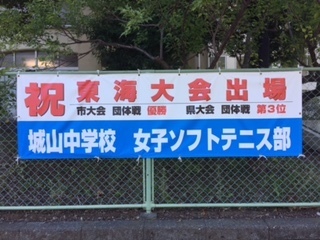 祝 東海大会出場
市大会 団体戦 優勝 県大会 団体戦 第3位
城山中学校 女子ソフトテニス部